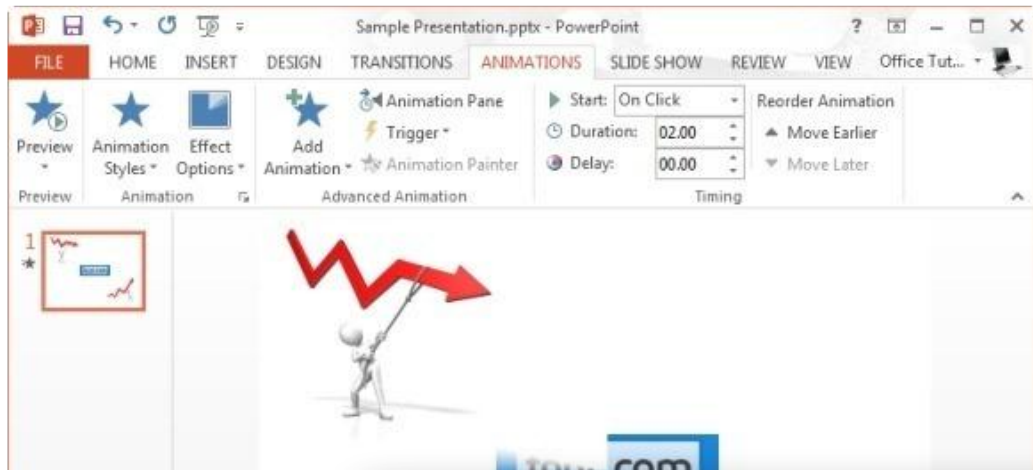 Sample Presentation.pptx - PowerPoint ?
FILE HOME INSERT DESIGN TRANSITIONS ANIMATIONS SLIDE SHOW REVIEW VIEW Office Tut...
Preview
Animation Styles
Effect Options
Add Animation
Animation Pane
Trigger
Animation Painter
Start: On Click
Duration: 02.00
Delay: 00.00
Reorder Animation
Move Earlier
Move Later
Preview Animation Advanced Animation Timing
1
com